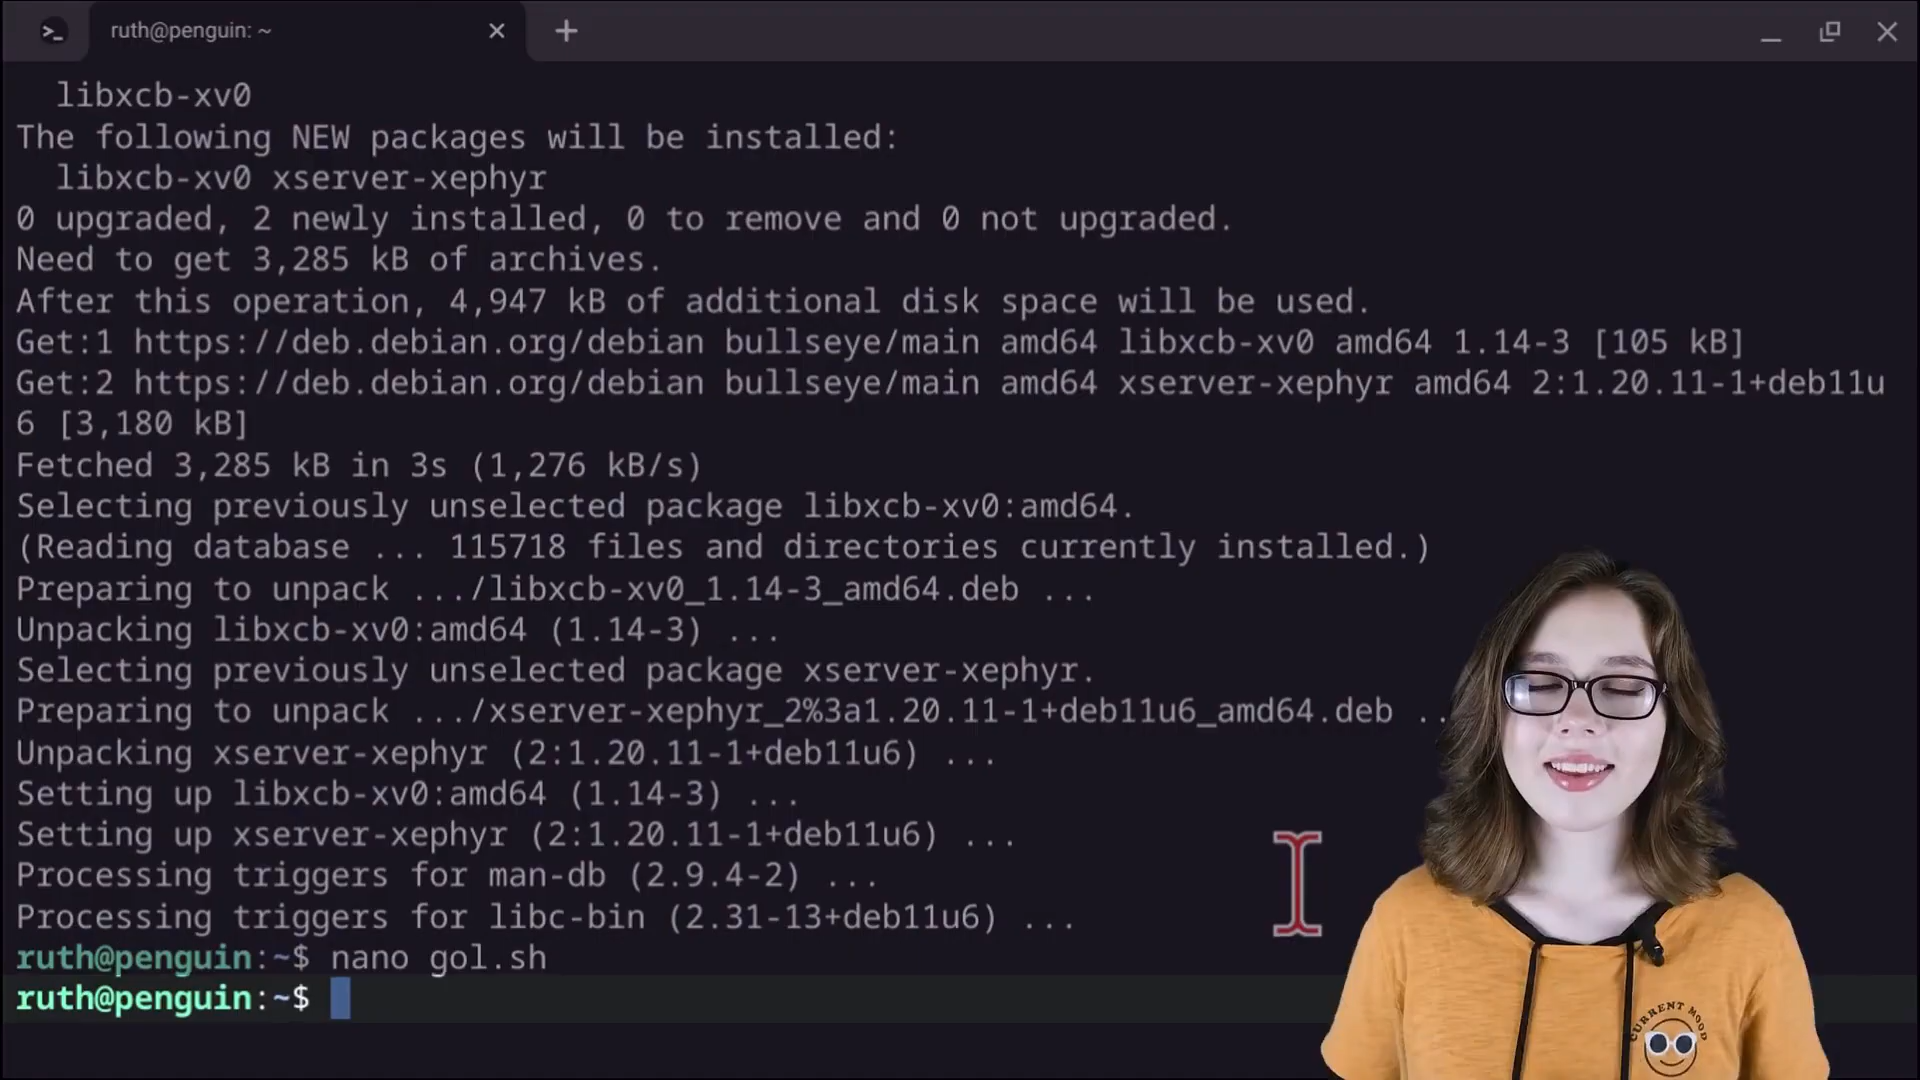 >_ ruth@penguin: ~
libxcb-xv0
The following NEW packages will be installed:
libxcb-xv0 xserver-xephyr
0 upgraded, 2 newly installed, 0 to remove and 0 not upgraded.
Need to get 3,285 kB of archives.
After this operation, 4,947 kB of additional disk space will be used.
Get:1 https://deb.debian.org/debian bullseye/main amd64 libxcb-xv0 amd64 1.14-3 [105 kB]
Get:2 https://deb.debian.org/debian bullseye/main amd64 xserver-xephyr amd64 2:1.20.11-1+deb11u
6 [3,180 kB]
Fetched 3,285 kB in 3s (1,276 kB/s)
Selecting previously unselected package libxcb-xv0:amd64.
(Reading database ... 115718 files and directories currently installed.)
Preparing to unpack .../libxcb-xv0_1.14-3_amd64.deb ...
Unpacking libxcb-xv0:amd64 (1.14-3) ...
Selecting previously unselected package xserver-xephyr.
Preparing to unpack .../xserver-xephyr_2%3a1.20.11-1+deb11u6_amd64.deb ..
Unpacking xserver-xephyr (2:1.20.11-1+deb11u6) ...
Setting up libxcb-xv0:amd64 (1.14-3) ...
Setting up xserver-xephyr (2:1.20.11-1+deb11u6) ...
Processing triggers for man-db (2.9.4-2) ...
Processing triggers for libc-bin (2.31-13+deb11u6) ...
ruth@penguin:~$ nano gol.sh
ruth@penguin:~$
CURRENT MOOD